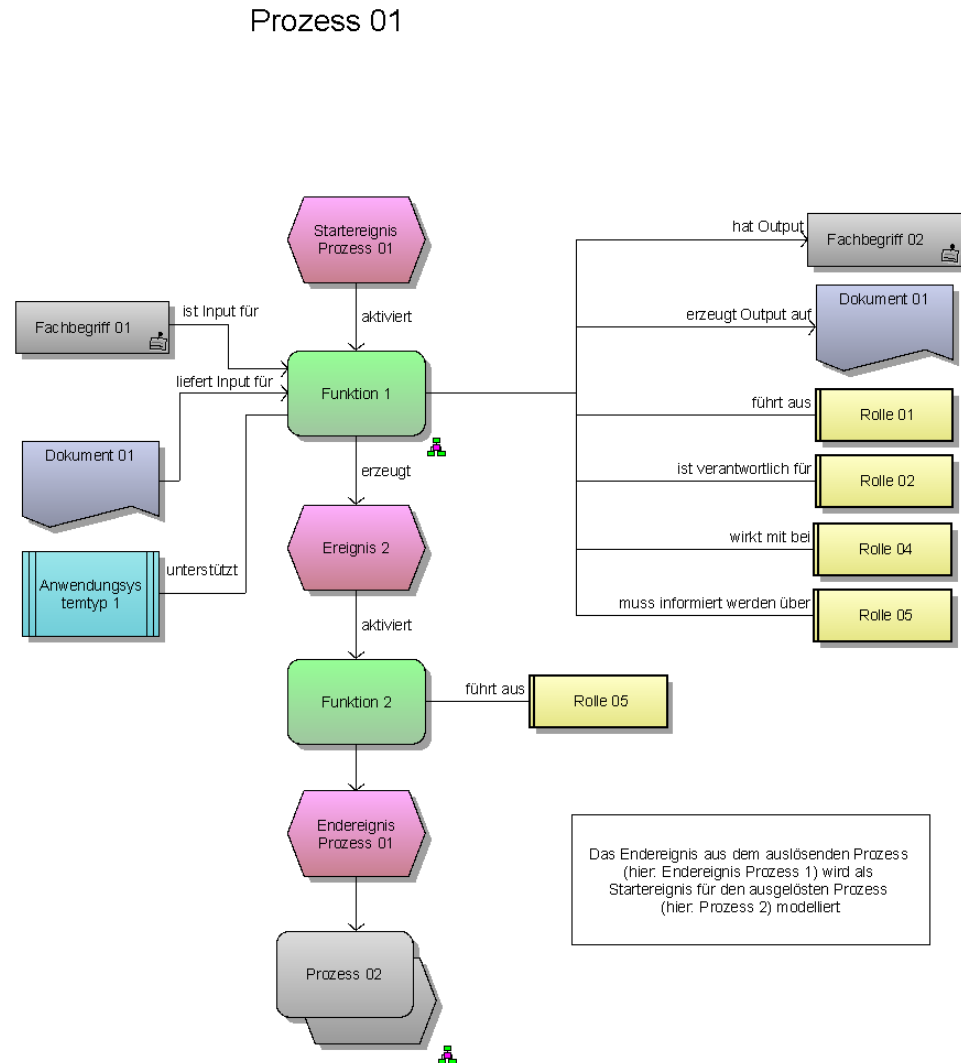 Prozess 01
Startereignis
Prozess 01
hat Output
Fachbegriff 02
aktiviert
ist Input für
Fachbegriff 01
erzeugt Output auf
Dokument 01
liefert Input für
Funktion 1
führt aus
Rolle 01
Dokument 01
erzeugt
ist verantwortlich für
Rolle 02
Ereignis 2
wirkt mit bei
Rolle 04
unterstützt
Anwendungsys
temtyp 1
muss informiert werden über
Rolle 05
aktiviert
Funktion 2
führt aus
Rolle 05
Endereignis
Prozess 01
Das Endereignis aus dem auslösenden Prozess
(hier: Endereignis Prozess 1) wird als
Startereignis für den ausgelösten Prozess
(hier: Prozess 2) modelliert
Prozess 02